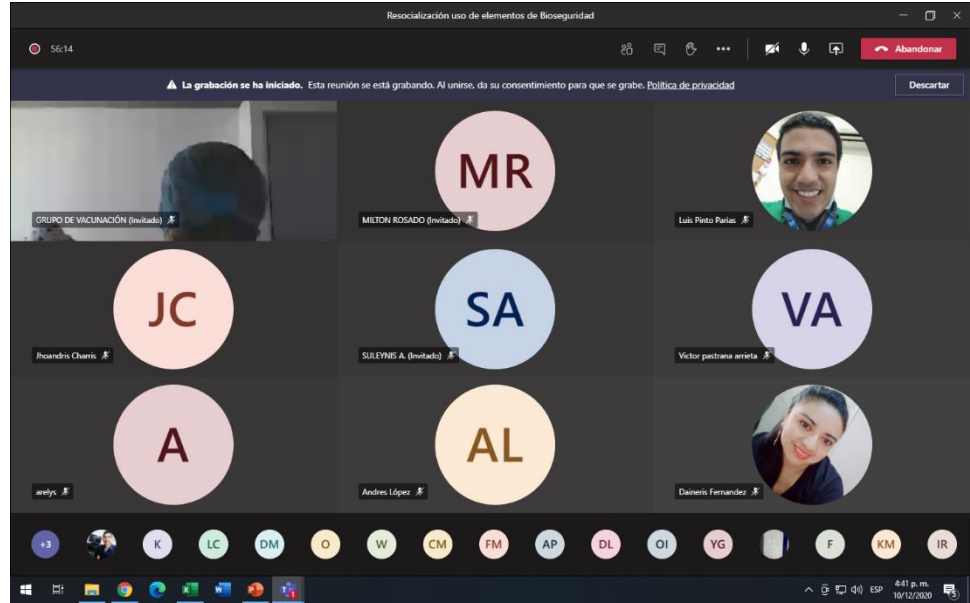 Resocialización uso de elementos de Bioseguridad
56:14
Abandonar
La grabación se ha iniciado. Esta reunión se está grabando. Al unirse, da su consentimiento para que se grabe. Política de privacidad
Descartar
MR
GRUPO DE VACUNACIÓN (Invitado)
MILTON ROSADO (Invitado)
Luis Pinto Parias
JC
SA
VA
Jhoandris Charris
SULEYNIS A. (Invitado)
Victor pastrana arrieta
A
AL
arelys
Andres López
Daineris Fernandez
+3
K
LC
DM
O
W
CM
FM
AP
DL
OI
YG
F
KM
IR
ESP
4:41 p. m.
10/12/2020